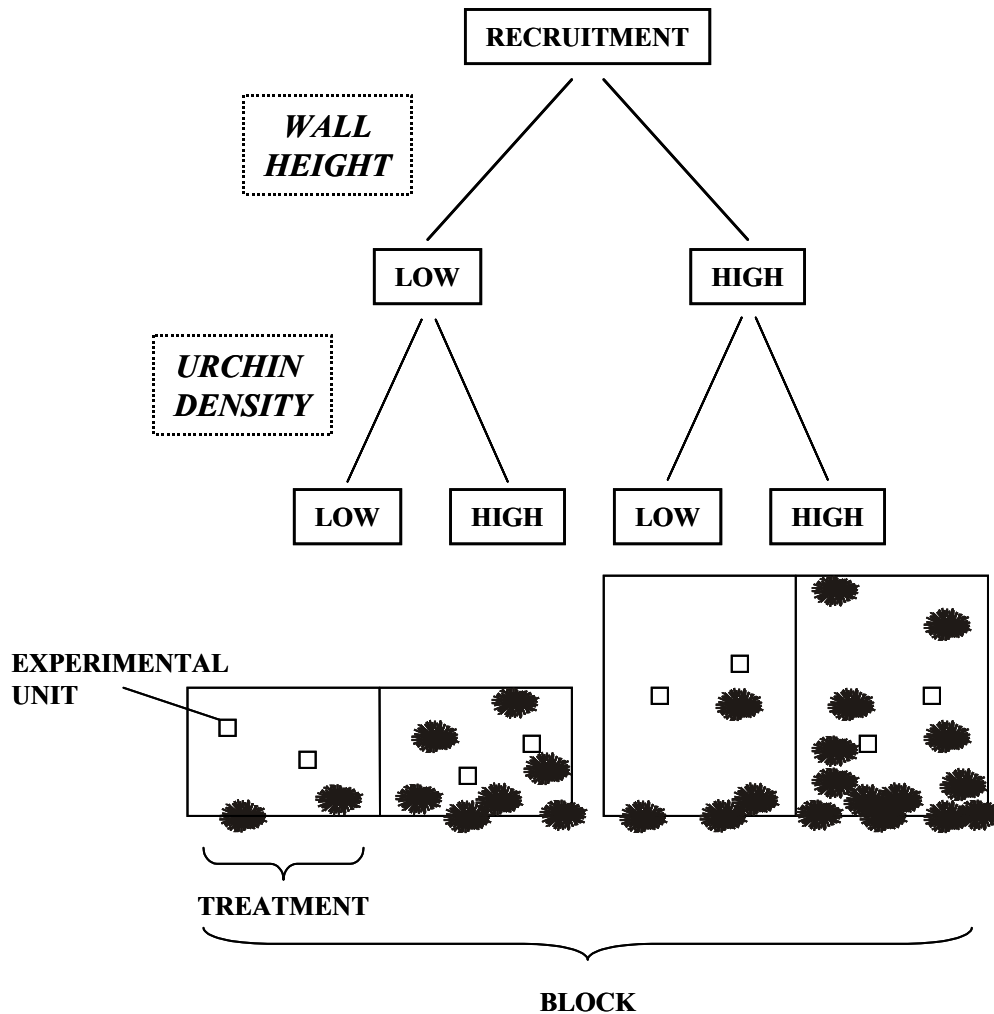 RECRUITMENT
WALL
HEIGHT
LOW
HIGH
URCHIN
DENSITY
LOW
HIGH
LOW
HIGH
EXPERIMENTAL
UNIT
TREATMENT
BLOCK